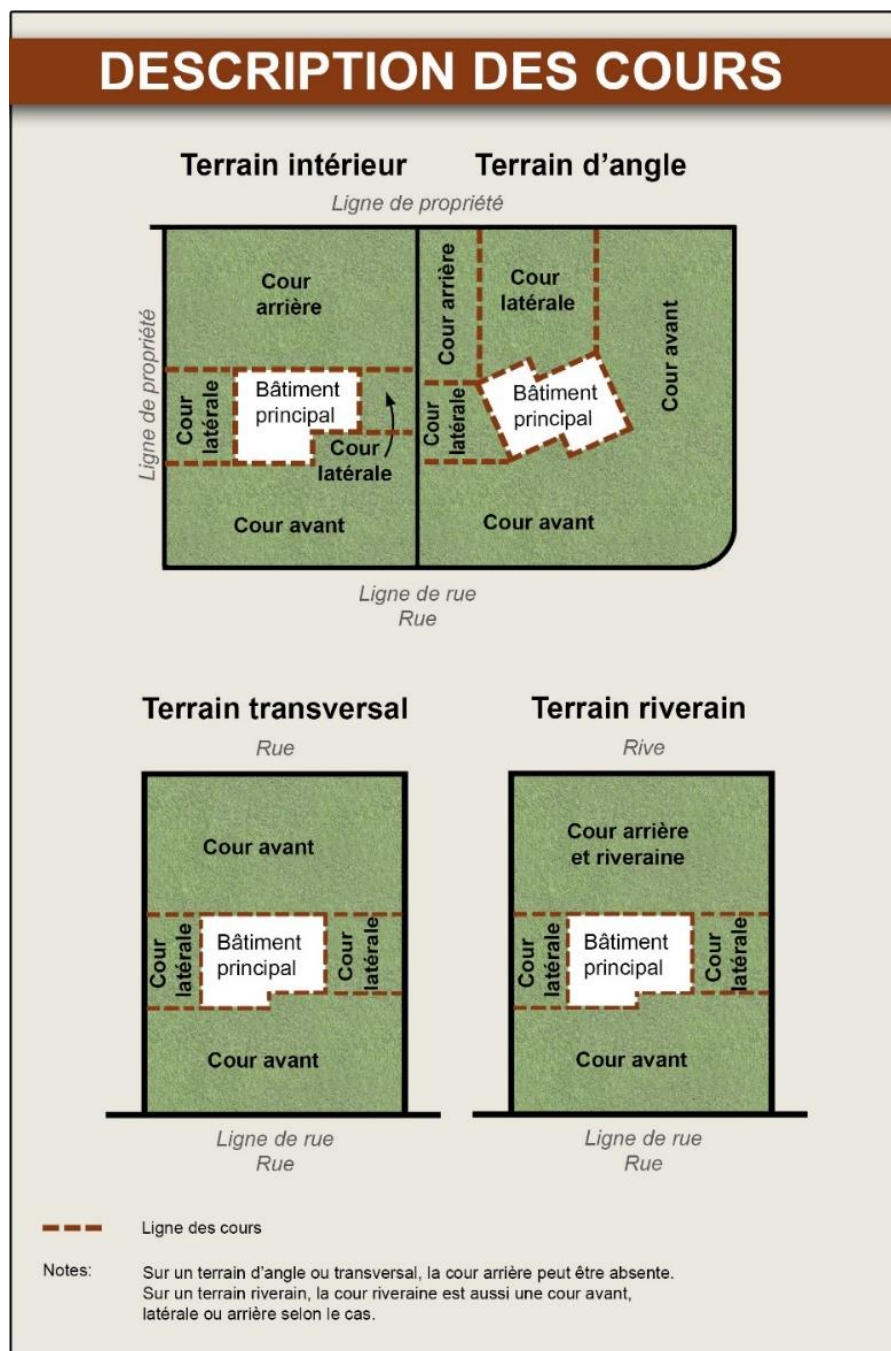 DESCRIPTION DES COURS
Terrain intérieur
Terrain d'angle
Ligne de propriété
Ligne de propriété
Cour
arrière
Cour
latérale
Bâtiment
principal
Cour
latérale
Cour avant
Cour arrière
Cour
latérale
Cour avant
Cour
latérale
Bâtiment
principal
Cour avant
Ligne de rue
Rue
Terrain transversal
Rue
Cour avant
Cour
latérale
Bâtiment
principal
Cour
latérale
Cour avant
Ligne de rue
Rue
Terrain riverain
Rive
Cour arrière
et riveraine
Cour
latérale
Bâtiment
principal
Cour
latérale
Cour avant
Ligne de rue
Rue
Ligne des cours
Notes:
Sur un terrain d'angle ou transversal, la cour arrière peut être absente.
Sur un terrain riverain, la cour riveraine est aussi une cour avant,
latérale ou arrière selon le cas.